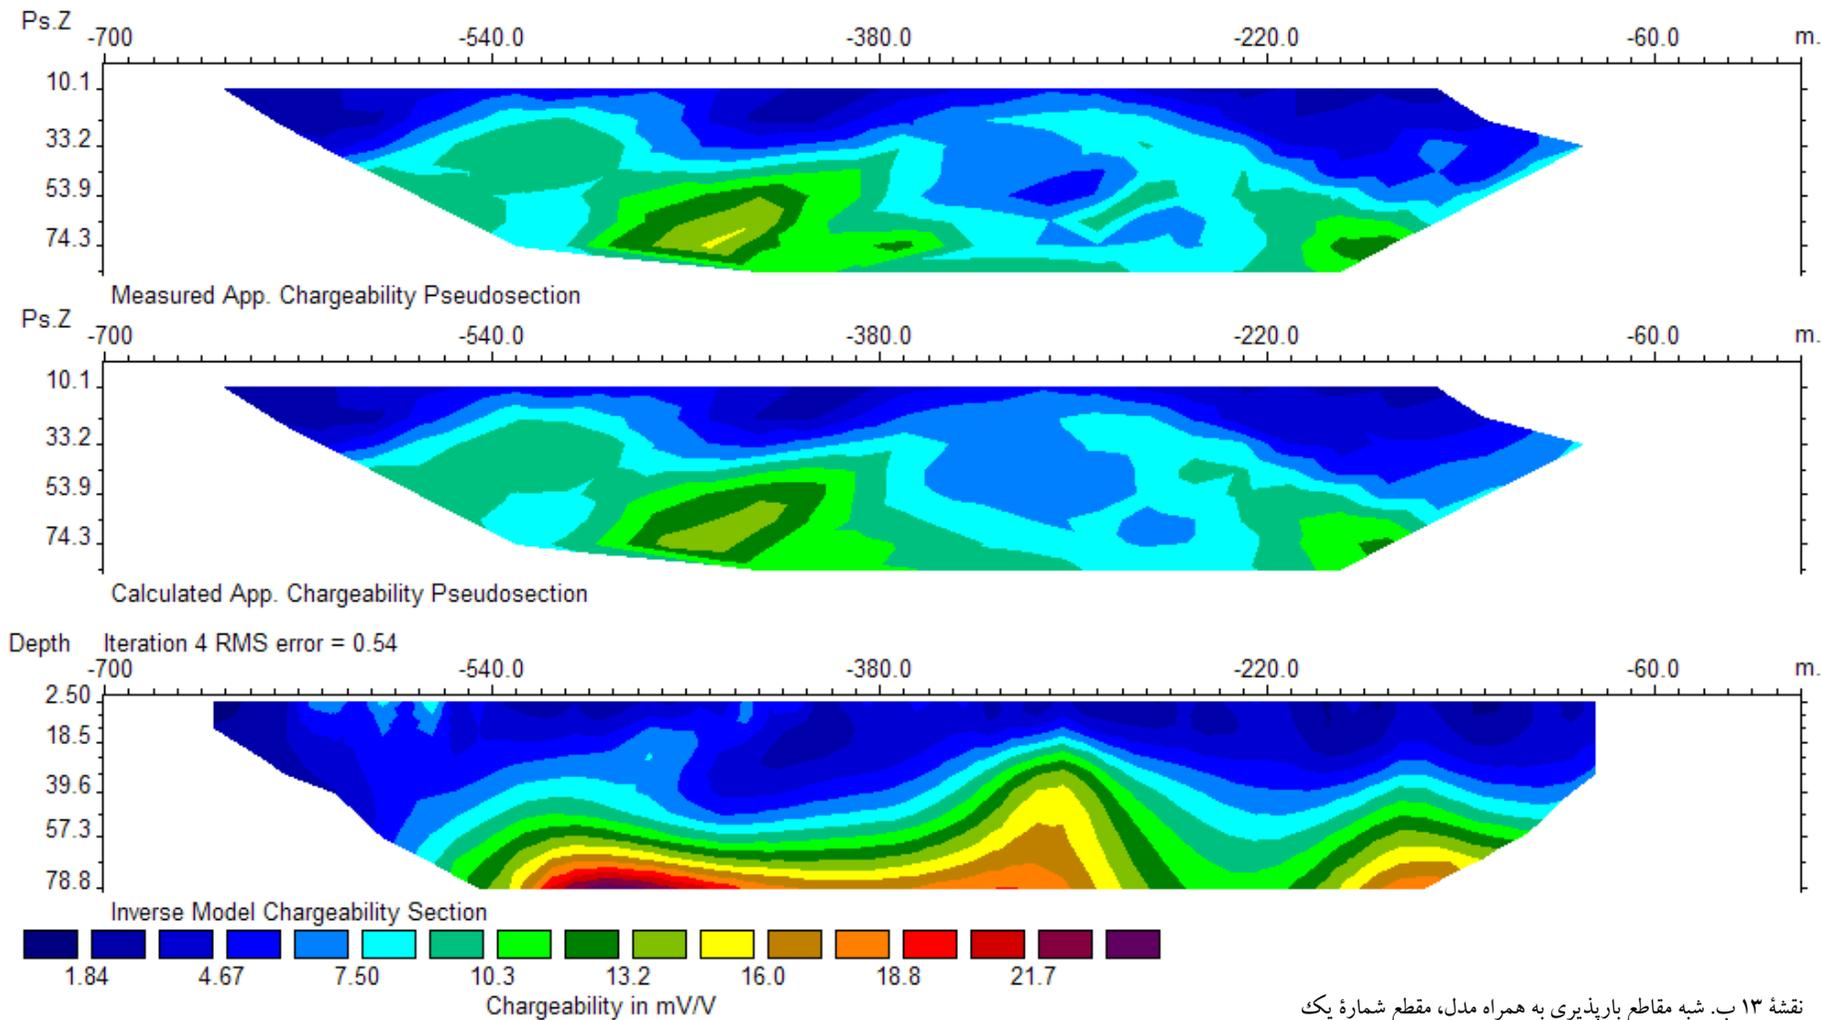 Ps.Z
-700 -540.0 -380.0 -220.0 -60.0 m.
10.1
33.2
53.9
74.3
Measured App. Chargeability Pseudosection
Ps.Z
-700 -540.0 -380.0 -220.0 -60.0 m.
10.1
33.2
53.9
74.3
Calculated App. Chargeability Pseudosection
Depth Iteration 4 RMS error = 0.54
-700 -540.0 -380.0 -220.0 -60.0 m.
2.50
18.5
39.6
57.3
78.8
Inverse Model Chargeability Section
1.84 4.67 7.50 10.3 13.2 16.0 18.8 21.7
Chargeability in mV/V
نقشهٔ ۱۳ ب. شبه مقاطع بارپذیری به همراه مدل، مقطع شمارهٔ یک